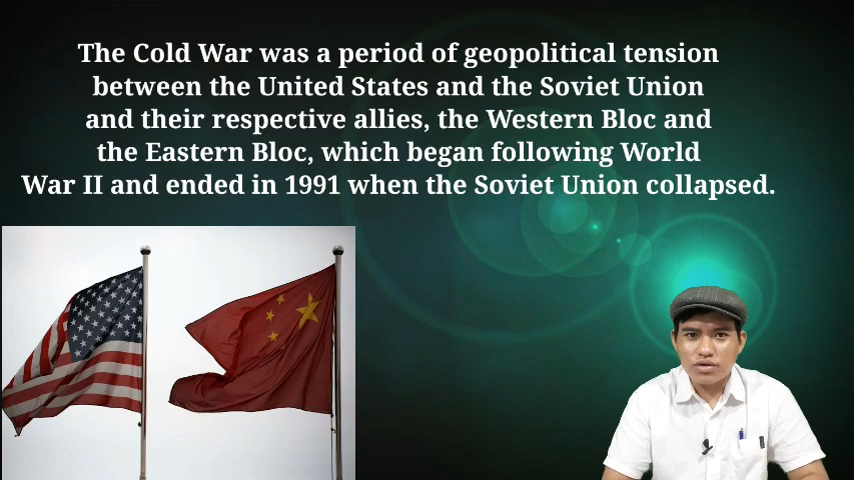 The Cold War was a period of geopolitical tension
between the United States and the Soviet Union
and their respective allies, the Western Bloc and
the Eastern Bloc, which began following World
War II and ended in 1991 when the Soviet Union collapsed.